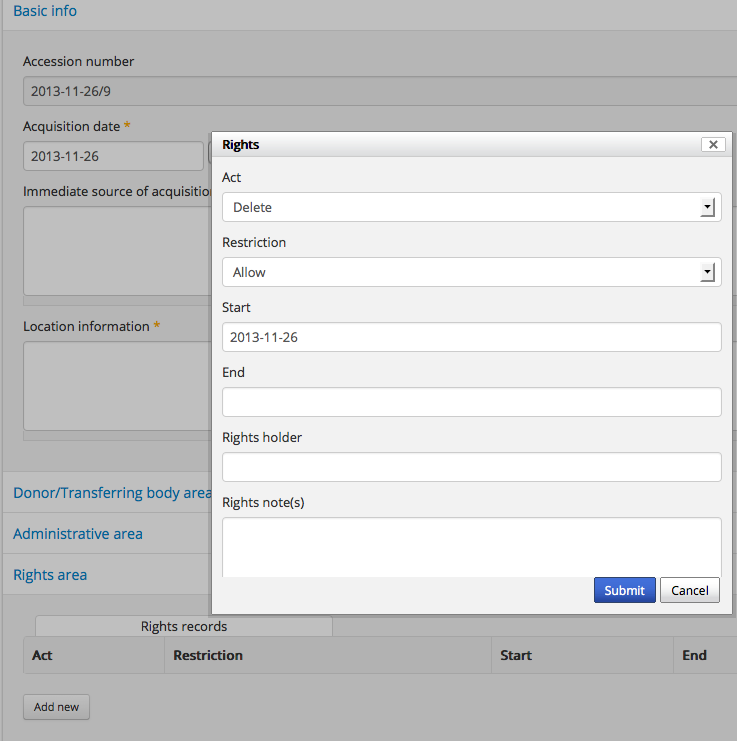 Basic info
Accession number
2013-11-26/9
Acquisition date *
2013-11-26
Immediate source of acquisition
Location information *
Donor/Transferring body area
Administrative area
Rights area
Rights records
Act Restriction Start End
Add new
Rights
Act
Delete
Restriction
Allow
Start
2013-11-26
End
Rights holder
Rights note(s)
Submit Cancel